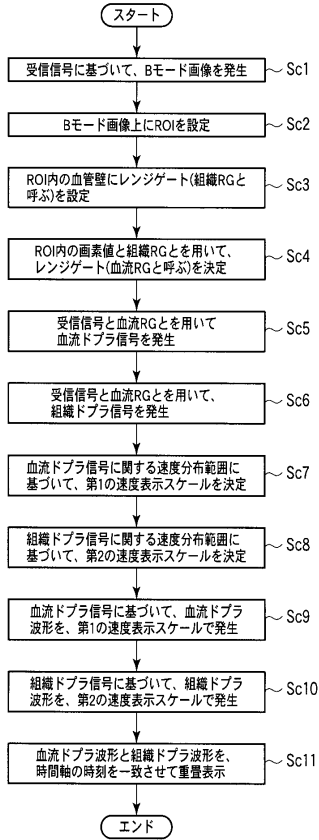 スタート
受信信号に基づいて、Bモード画像を発生
Sc1
Bモード画像上にROIを設定
Sc2
ROI内の血管壁にレンジゲート(組織RGと
呼ぶ)を設定
Sc3
ROI内の画素値と組織RGとを用いて、
レンジゲート(血流RGと呼ぶ)を決定
Sc4
受信信号と血流RGとを用いて
血流ドプラ信号を発生
Sc5
受信信号と血流RGとを用いて、
組織ドプラ信号を発生
Sc6
血流ドプラ信号に関する速度分布範囲に
基づいて、第1の速度表示スケールを決定
Sc7
組織ドプラ信号に関する速度分布範囲に
基づいて、第2の速度表示スケールを決定
Sc8
血流ドプラ信号に基づいて、血流ドプラ
波形を、第1の速度表示スケールで発生
Sc9
組織ドプラ信号に基づいて、組織ドプラ
波形を、第2の速度表示スケールで発生
Sc10
血流ドプラ波形と組織ドプラ波形を、
時間軸の時刻を一致させて重畳表示
Sc11
エンド